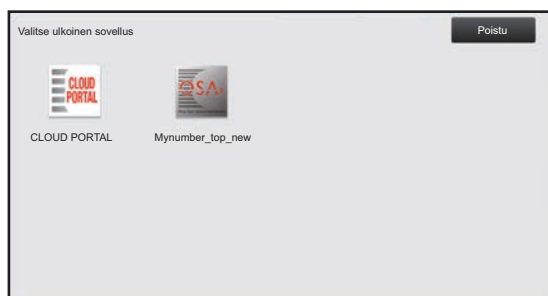 Valitse ulkoinen sovellus
Poistu
CLOUD
PORTAL
OSA
CLOUD PORTAL
Mynumber_top_new